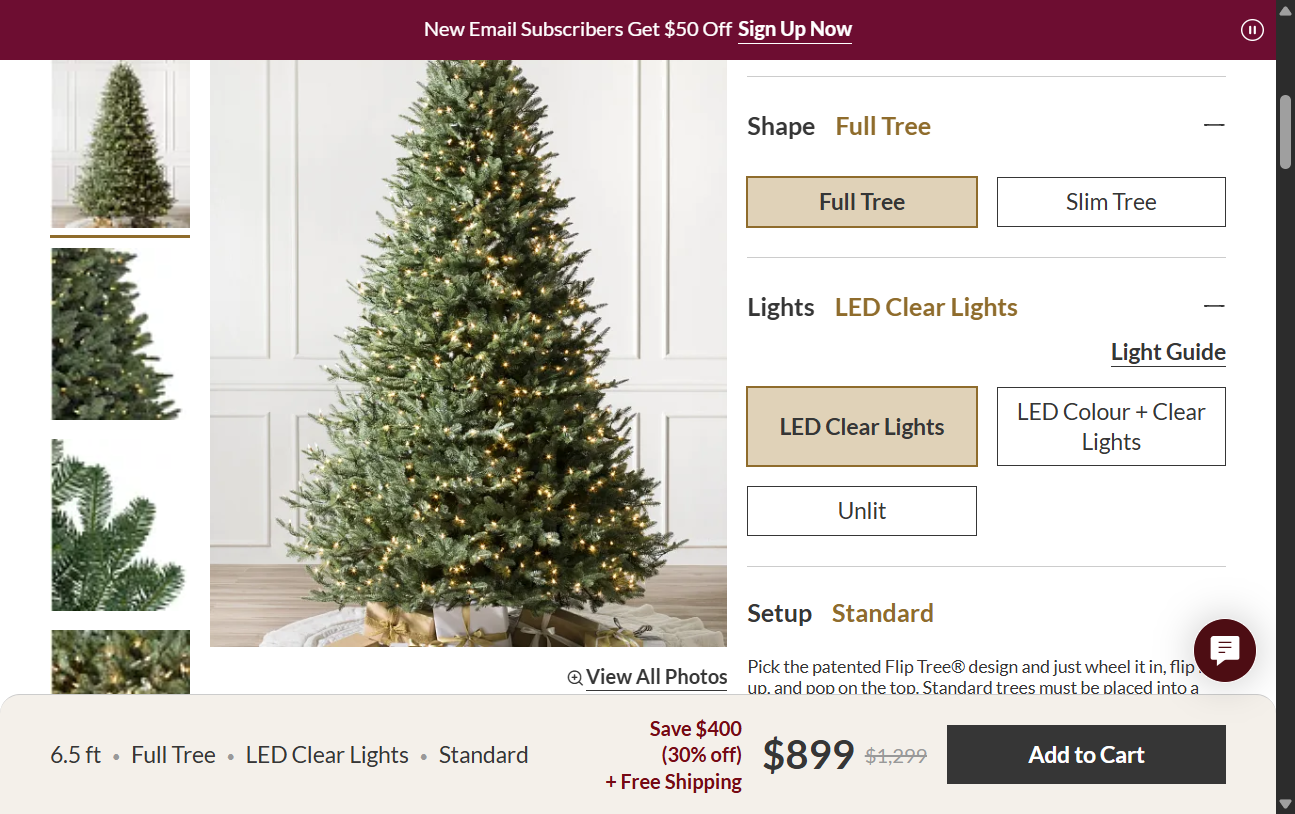 New Email Subscribers Get $50 Off Sign Up Now
Shape Full Tree
Full Tree
Slim Tree
Lights LED Clear Lights
Light Guide
LED Clear Lights
LED Colour + Clear
Lights
Unlit
Setup Standard
Pick the patented Flip Tree® design and just wheel it in, flip
up, and pop on the top. Standard trees must be placed into a
View All Photos
6.5 ft • Full Tree • LED Clear Lights • Standard
Save $400
(30% off)
+ Free Shipping
$899 $1,299
Add to Cart